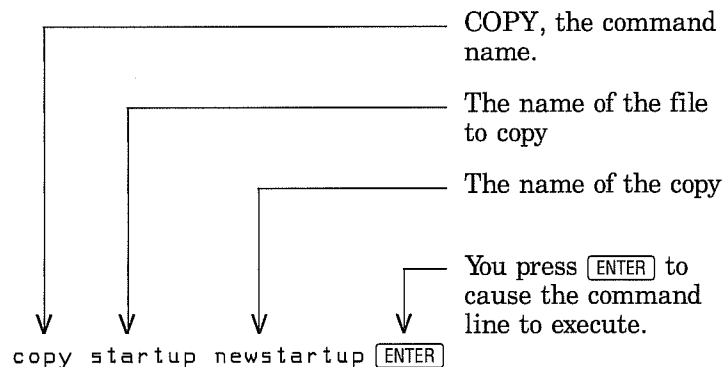 COPY, the command
name.
The name of the file
to copy
The name of the copy
You press ENTER to
cause the command
line to execute.
copy startup newstartup ENTER